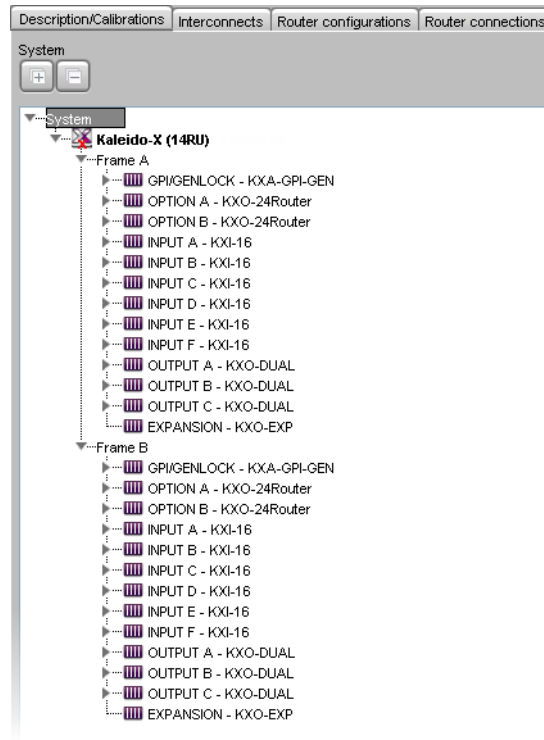 Description/Calibrations Interconnects Router configurations Router connections
System
System
Kaleido-X (14RU)
Frame A
GPI/GENLOCK - KXA-GPI-GEN
OPTION A - KXO-24Router
OPTION B - KXO-24Router
INPUT A - KXI-16
INPUT B - KXI-16
INPUT C - KXI-16
INPUT D - KXI-16
INPUT E - KXI-16
INPUT F - KXI-16
OUTPUT A - KXO-DUAL
OUTPUT B - KXO-DUAL
OUTPUT C - KXO-DUAL
EXPANSION - KXO-EXP
Frame B
GPI/GENLOCK - KXA-GPI-GEN
OPTION A - KXO-24Router
OPTION B - KXO-24Router
INPUT A - KXI-16
INPUT B - KXI-16
INPUT C - KXI-16
INPUT D - KXI-16
INPUT E - KXI-16
INPUT F - KXI-16
OUTPUT A - KXO-DUAL
OUTPUT B - KXO-DUAL
OUTPUT C - KXO-DUAL
EXPANSION - KXO-EXP